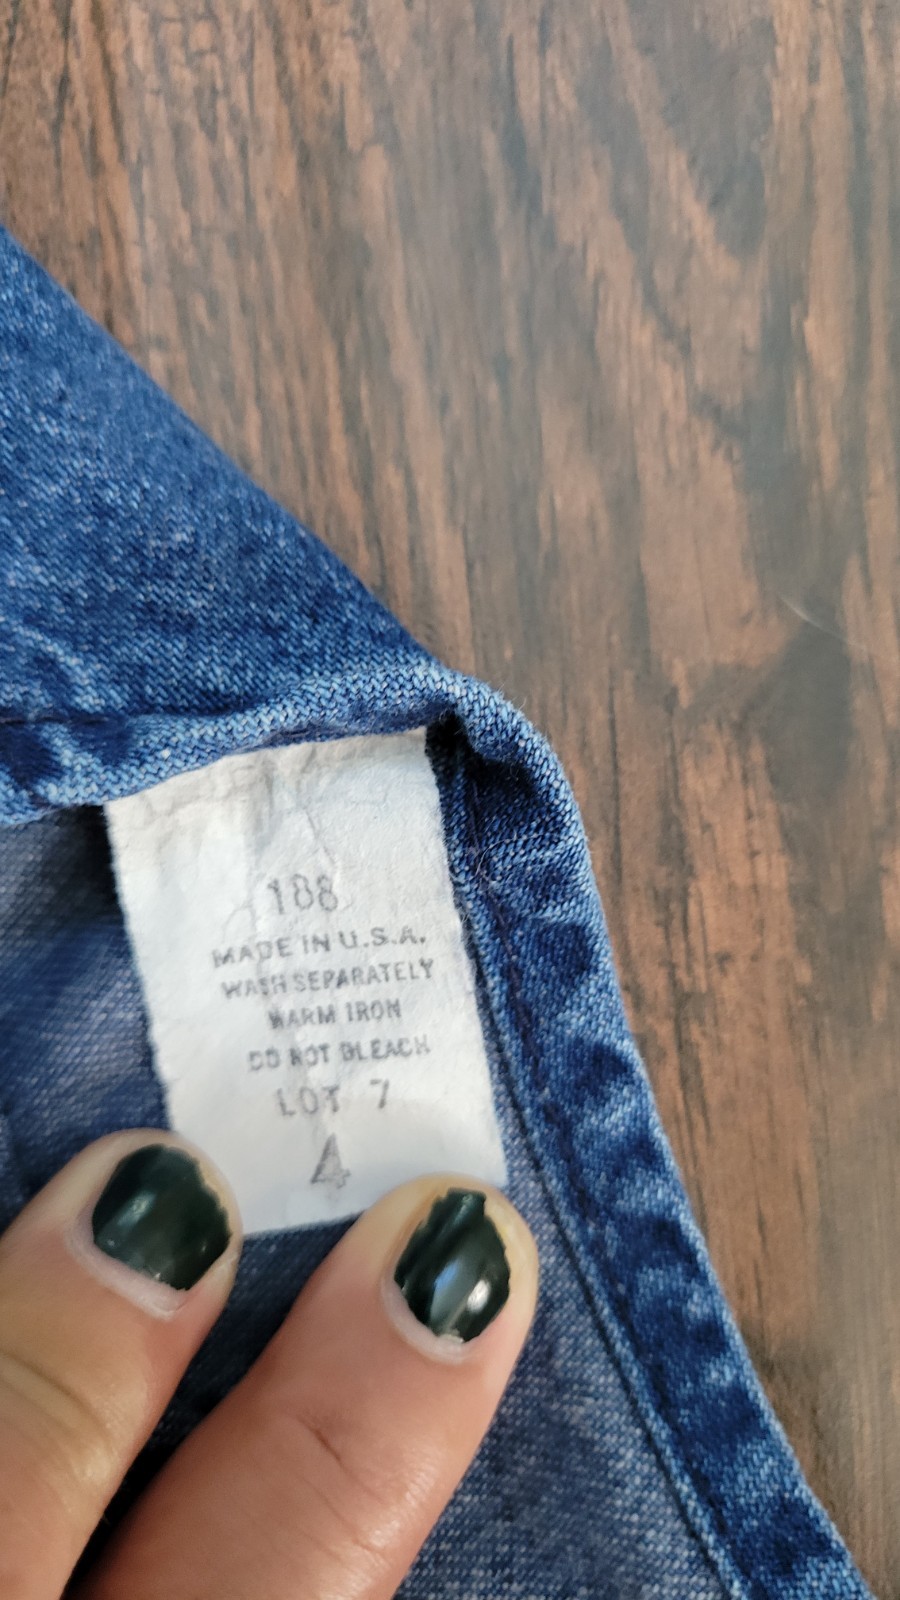 188
MADE IN U.S.A.
WASH SEPARATELY
WARM IRON
DO NOT BLEACH
LOT 7
4